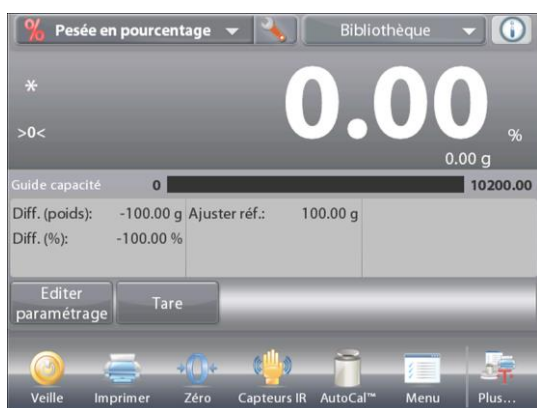 % Pesée en pourcentage Bibliothèque
*
0.00 %
>0<
0.00 g
Guide capacité 0 10200.00
Diff. (poids): -100.00 g Ajuster réf.: 100.00 g
Diff. (%): -100.00 %
Editer paramétrage
Tare
Veille Imprimer Zéro Capteurs IR AutoCal™ Menu Plus...